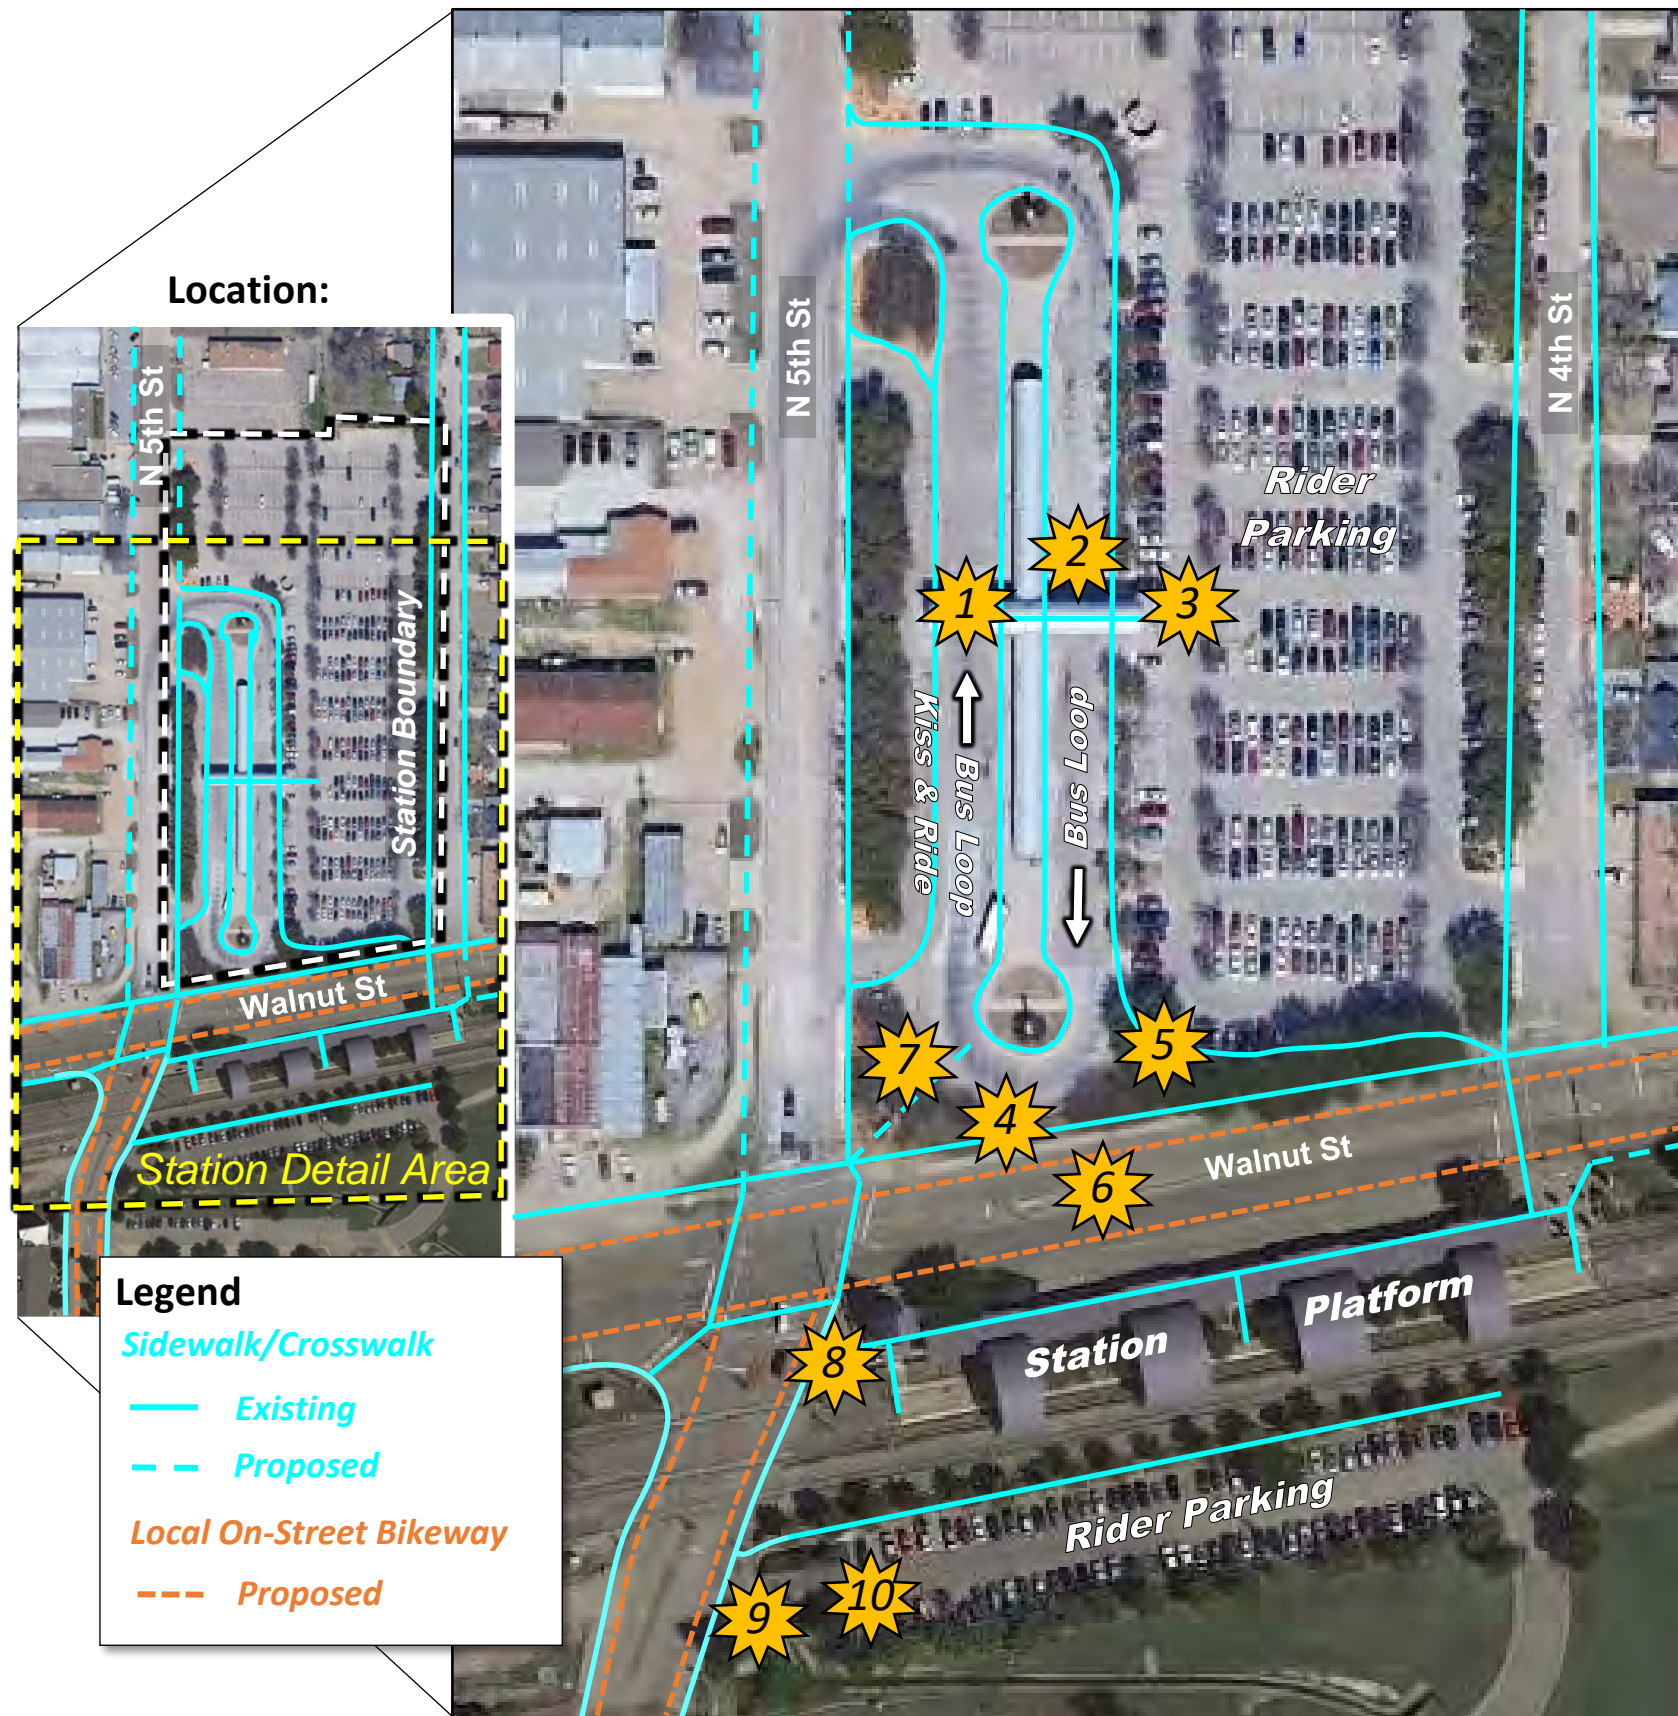 Location:
N 5th St
Station Boundary
Walnut St
Station Detail Area
Legend
Sidewalk/Crosswalk
Existing
Proposed
Local On-Street Bikeway
Proposed
N 5th St
N 4th St
Rider
Parking
1
2
3
Kiss & Ride
Bus Loop
Bus Loop
4
5
6
7
Walnut St
8
Station
Platform
Rider Parking
9
10